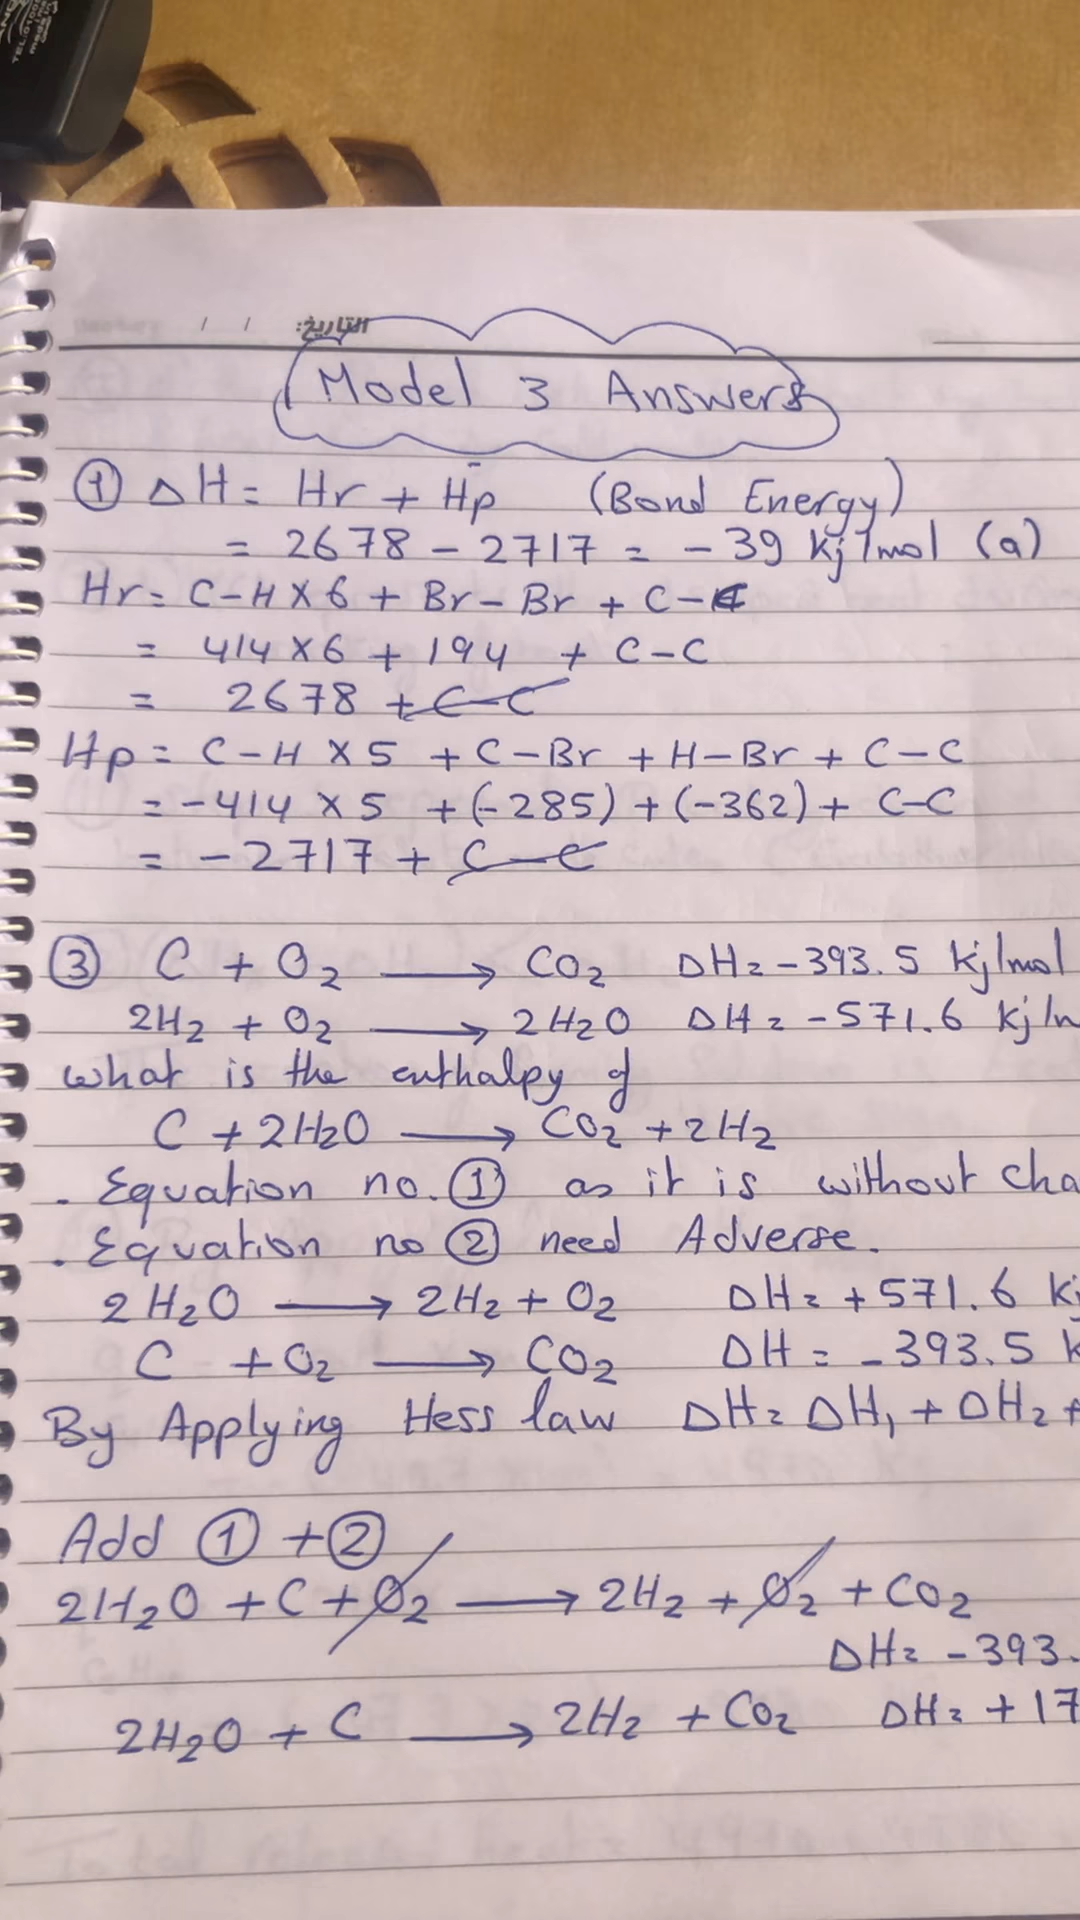 التاريخ: / /
Model 3 Answers
① ΔH = Hr + Hp (Bond Energy)
= 2678 - 2717 = -39 Kj/mol (a)
Hr = C-H X 6 + Br-Br + C-C
= 414 X 6 + 194 + C-C
= 2678 + C-C
Hp = C-H X 5 + C-Br + H-Br + C-C
= -414 X 5 + (-285) + (-362) + C-C
= -2717 + C-C
③ C + O2 → CO2 ΔH = -393.5 Kj/mol
2H2 + O2 → 2H2O ΔH = -571.6 Kj/
what is the enthalpy of
C + 2H2O → CO2 + 2H2
. Equation no. ① as it is without cha
. Equation no ② need Adverse.
2H2O → 2H2 + O2 ΔH = +571.6 Kj
C + O2 → CO2 ΔH = -393.5 K
By Applying Hess law ΔH = ΔH1 + ΔH2 +
Add ① + ②
2H2O + C + O2 → 2H2 + O2 + CO2
ΔH = -393.
2H2O + C → 2H2 + CO2 ΔH = +17